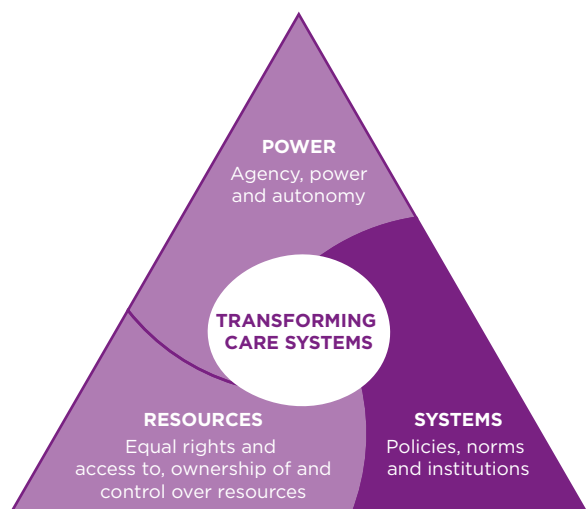 POWER
Agency, power
and autonomy
TRANSFORMING
CARE SYSTEMS
RESOURCES
Equal rights and
access to, ownership of and
control over resources
SYSTEMS
Policies, norms
and institutions